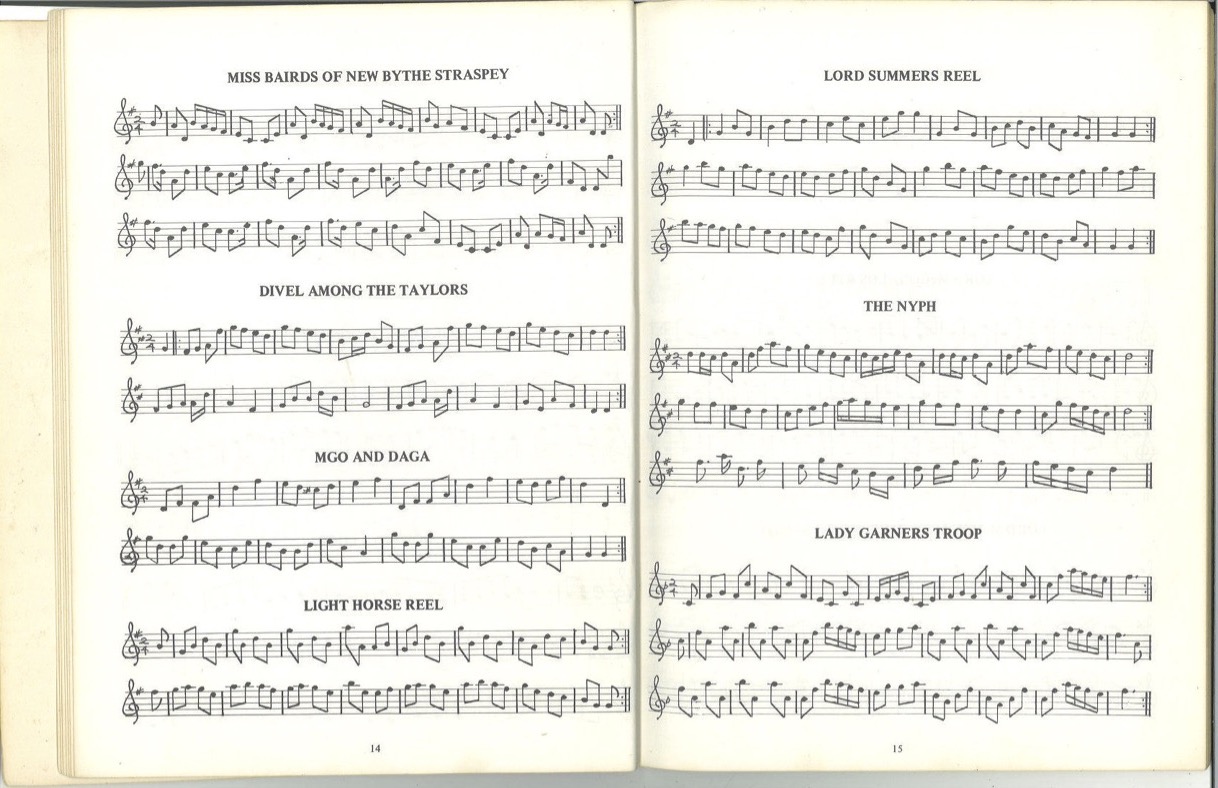 MISS BAIRDS OF NEW BYTHE STRASPEY
DIVEL AMONG THE TAYLORS
MGO AND DAGA
LIGHT HORSE REEL
14
LORD SUMMERS REEL
THE NYPH
LADY GARNERS TROOP
15